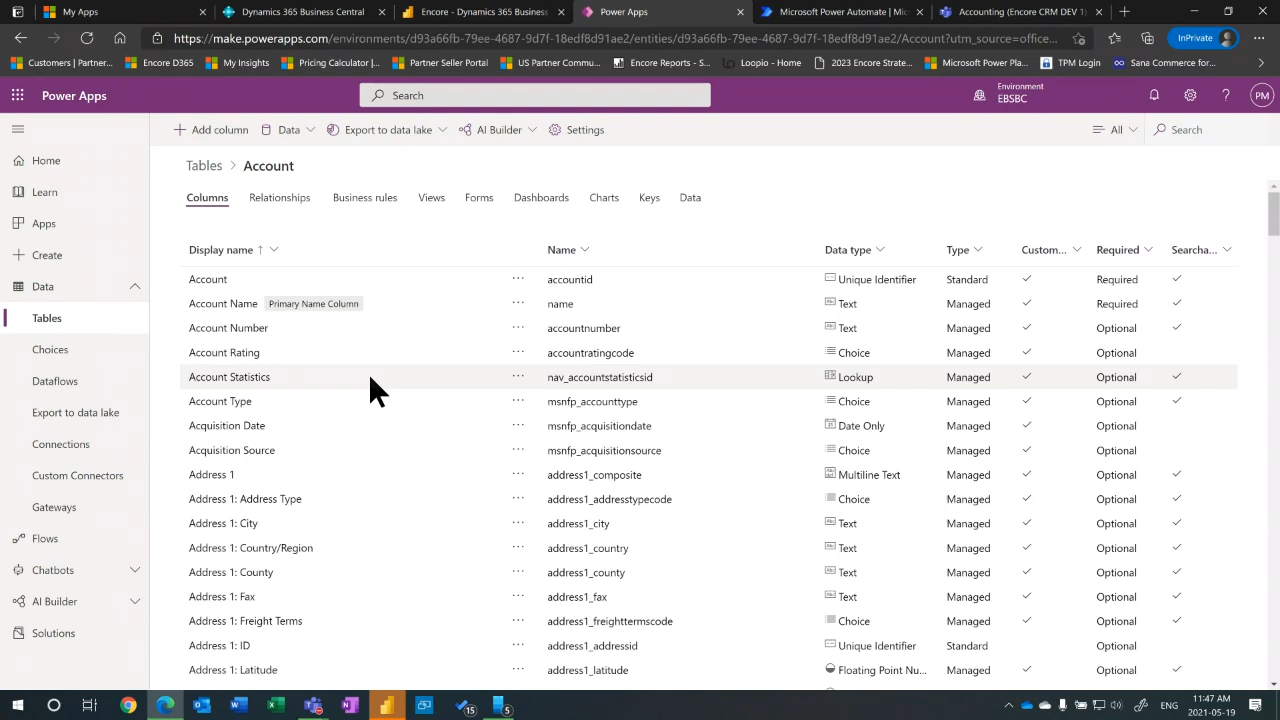 My Apps
Dynamics 365 Business Central
Encore - Dynamics 365 Business
Power Apps
Microsoft Power Automate |
Accounting (Encore CRM DEV 1)
https://make.powerapps.com/environments/d93a66fb-79ee-4687-9d7f-18edf8d91ae2/entities/d93a66fb-79ee-4687-9d7f-18edf8d91ae2/Account?utm_source=office...
InPrivate
Customers | Partner...
Encore D365
My Insights
Pricing Calculator |...
Partner Seller Portal
US Partner Commu...
Encore Reports - S...
Loopio - Home
2023 Encore Strate...
Microsoft Power Pla...
TPM Login
Sana Commerce for...
Power Apps
Search
Environment
EBSBC
PM
Add column
Data
Export to data lake
AI Builder
Settings
All
Search
Home
Learn
Apps
Create
Data
Tables
Choices
Dataflows
Export to data lake
Connections
Custom Connectors
Gateways
Flows
Chatbots
AI Builder
Solutions
Tables > Account
Columns Relationships Business rules Views Forms Dashboards Charts Keys Data
Display name ↑ Name Data type Type Custom... Required Searcha...
Account ... accountid Unique Identifier Standard ✓ Required ✓
Account Name Primary Name Column ... name Abc Text Managed ✓ Required ✓
Account Number ... accountnumber Abc Text Managed ✓ Optional ✓
Account Rating ... accountratingcode Choice Managed ✓ Optional
Account Statistics ... nav_accountstatisticsid Lookup Managed ✓ Optional ✓
Account Type ... msnfp_accounttype Choice Managed ✓ Optional ✓
Acquisition Date ... msnfp_acquisitiondate Date Only Managed ✓ Optional
Acquisition Source ... msnfp_acquisitionsource Choice Managed ✓ Optional
Address 1 ... address1_composite Multiline Text Managed ✓ Optional ✓
Address 1: Address Type ... address1_addresstypecode Choice Managed ✓ Optional ✓
Address 1: City ... address1_city Abc Text Managed ✓ Optional ✓
Address 1: Country/Region ... address1_country Abc Text Managed ✓ Optional ✓
Address 1: County ... address1_county Abc Text Managed ✓ Optional ✓
Address 1: Fax ... address1_fax Abc Text Managed ✓ Optional ✓
Address 1: Freight Terms ... address1_freighttermscode Choice Managed ✓ Optional ✓
Address 1: ID ... address1_addressid Unique Identifier Standard Optional
Address 1: Latitude ... address1_latitude Floating Point Nu... Managed ✓ Optional ✓
15
5
ENG
11:47 AM
2021-05-19